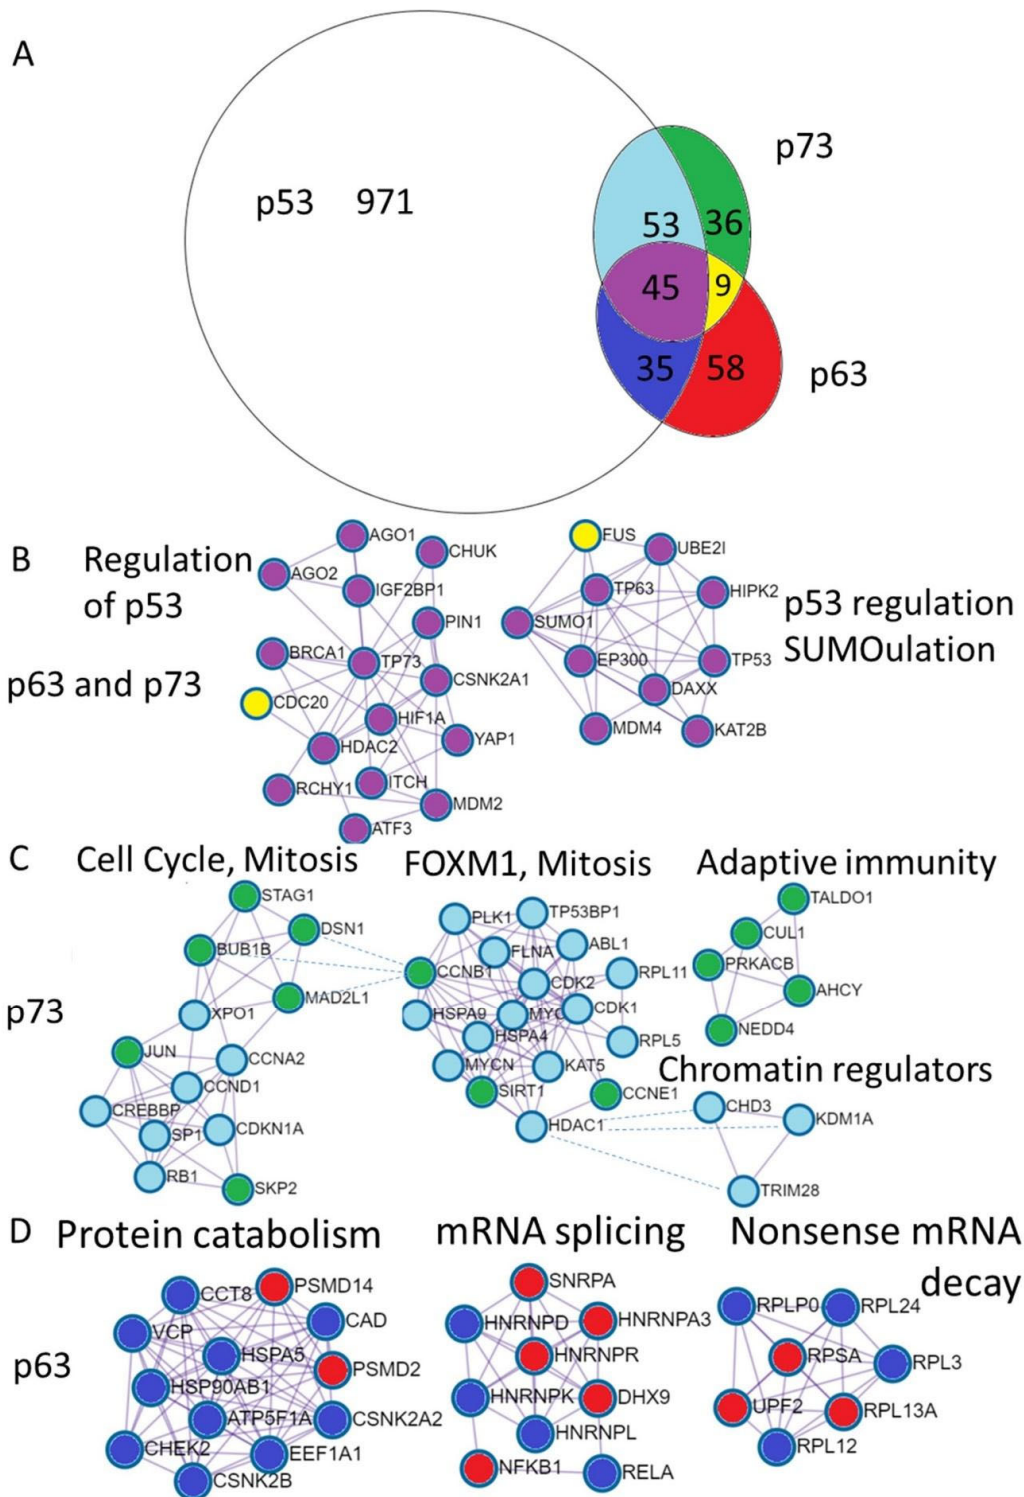 A
p73
p53 971
53 36
45 9
35 58
p63
B
Regulation
of p53
p63 and p73
AGO1
CHUK
AGO2
IGF2BP1
PIN1
BRCA1
TP73
CSNK2A1
CDC20
HIF1A
YAP1
HDAC2
RCHY1
ITCH
MDM2
ATF3
FUS
UBE2I
TP63
HIPK2
SUMO1
EP300
TP53
DAXX
MDM4
KAT2B
p53 regulation
SUMOulation
C
Cell Cycle, Mitosis
FOXM1, Mitosis
Adaptive immunity
p73
STAG1
DSN1
BUB1B
MAD2L1
XPO1
JUN
CCNA2
CCND1
CREBBP
SP1
CDKN1A
RB1
SKP2
PLK1
TP53BP1
FLNA
ABL1
CCNB1
CDK2
RPL11
HSPA9
MYC
CDK1
HSPA4
RPL5
MYCN
KAT5
SIRT1
CCNE1
HDAC1
TALDO1
CUL1
PRKACB
AHCY
NEDD4
Chromatin regulators
CHD3
KDM1A
TRIM28
D
Protein catabolism
mRNA splicing
Nonsense mRNA
decay
p63
CCT8
PSMD14
VCP
CAD
HSPA5
PSMD2
HSP90AB1
ATP5F1A
CSNK2A2
CHEK2
EEF1A1
CSNK2B
SNRPA
HNRNPD
HNRNPA3
HNRNPR
HNRNPK
DHX9
HNRNPL
NFKB1
RELA
RPLP0
RPL24
RPSA
RPL3
UPF2
RPL13A
RPL12